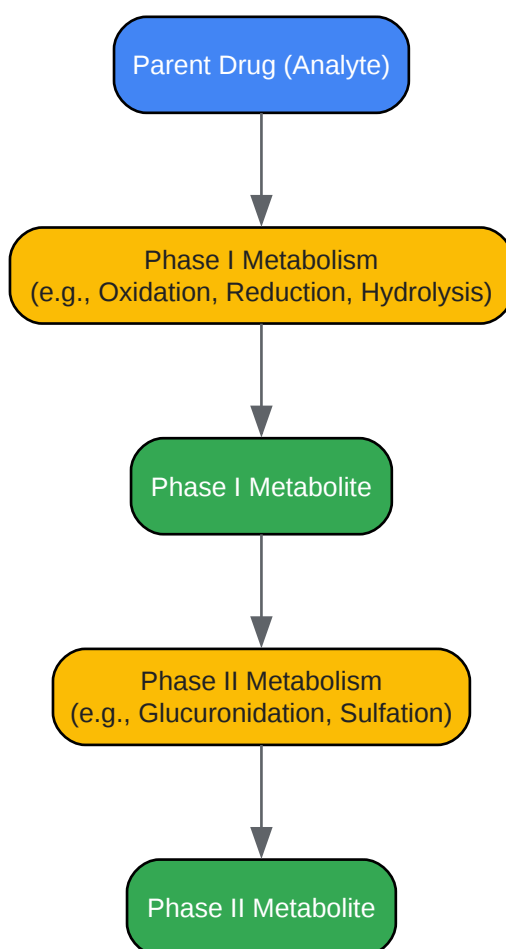 Parent Drug (Analyte)
Phase I Metabolism
(e.g., Oxidation, Reduction, Hydrolysis)
Phase I Metabolite
Phase II Metabolism
(e.g., Glucuronidation, Sulfation)
Phase II Metabolite